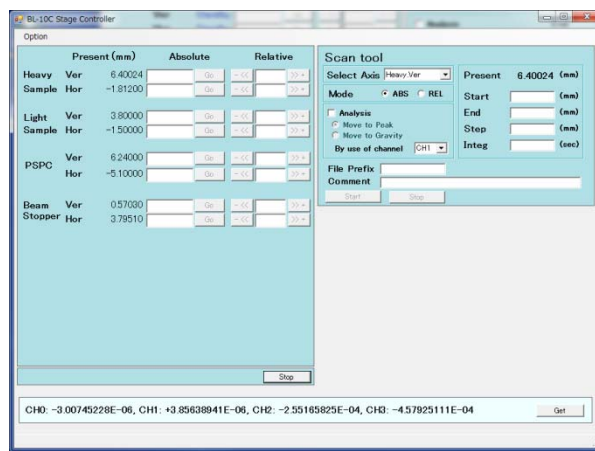 BL-10C Stage Controller
Option
Present (mm) Absolute Relative
Heavy Ver 6.40024 Go - << >> +
Sample Hor -1.81200 Go - << >> +
Light Ver 3.80000 Go - << >> +
Sample Hor -1.50000 Go - << >> +
PSPC
Ver 6.24000 Go - << >> +
Hor -5.10000 Go - << >> +
Beam Ver 0.57030 Go - << >> +
Stopper Hor 3.79510 Go - << >> +
Stop
Scan tool
Select Axis Heavy.Ver
Mode ABS REL
Analysis
Move to Peak
Move to Gravity
By use of channel CH1
Present 6.40024 (mm)
Start (mm)
End (mm)
Step (mm)
Integ (sec)
File Prefix
Comment
Start Stop
CH0: -3.00745228E-06, CH1: +3.85638941E-06, CH2: -2.55165825E-04, CH3: -4.57925111E-04
Get